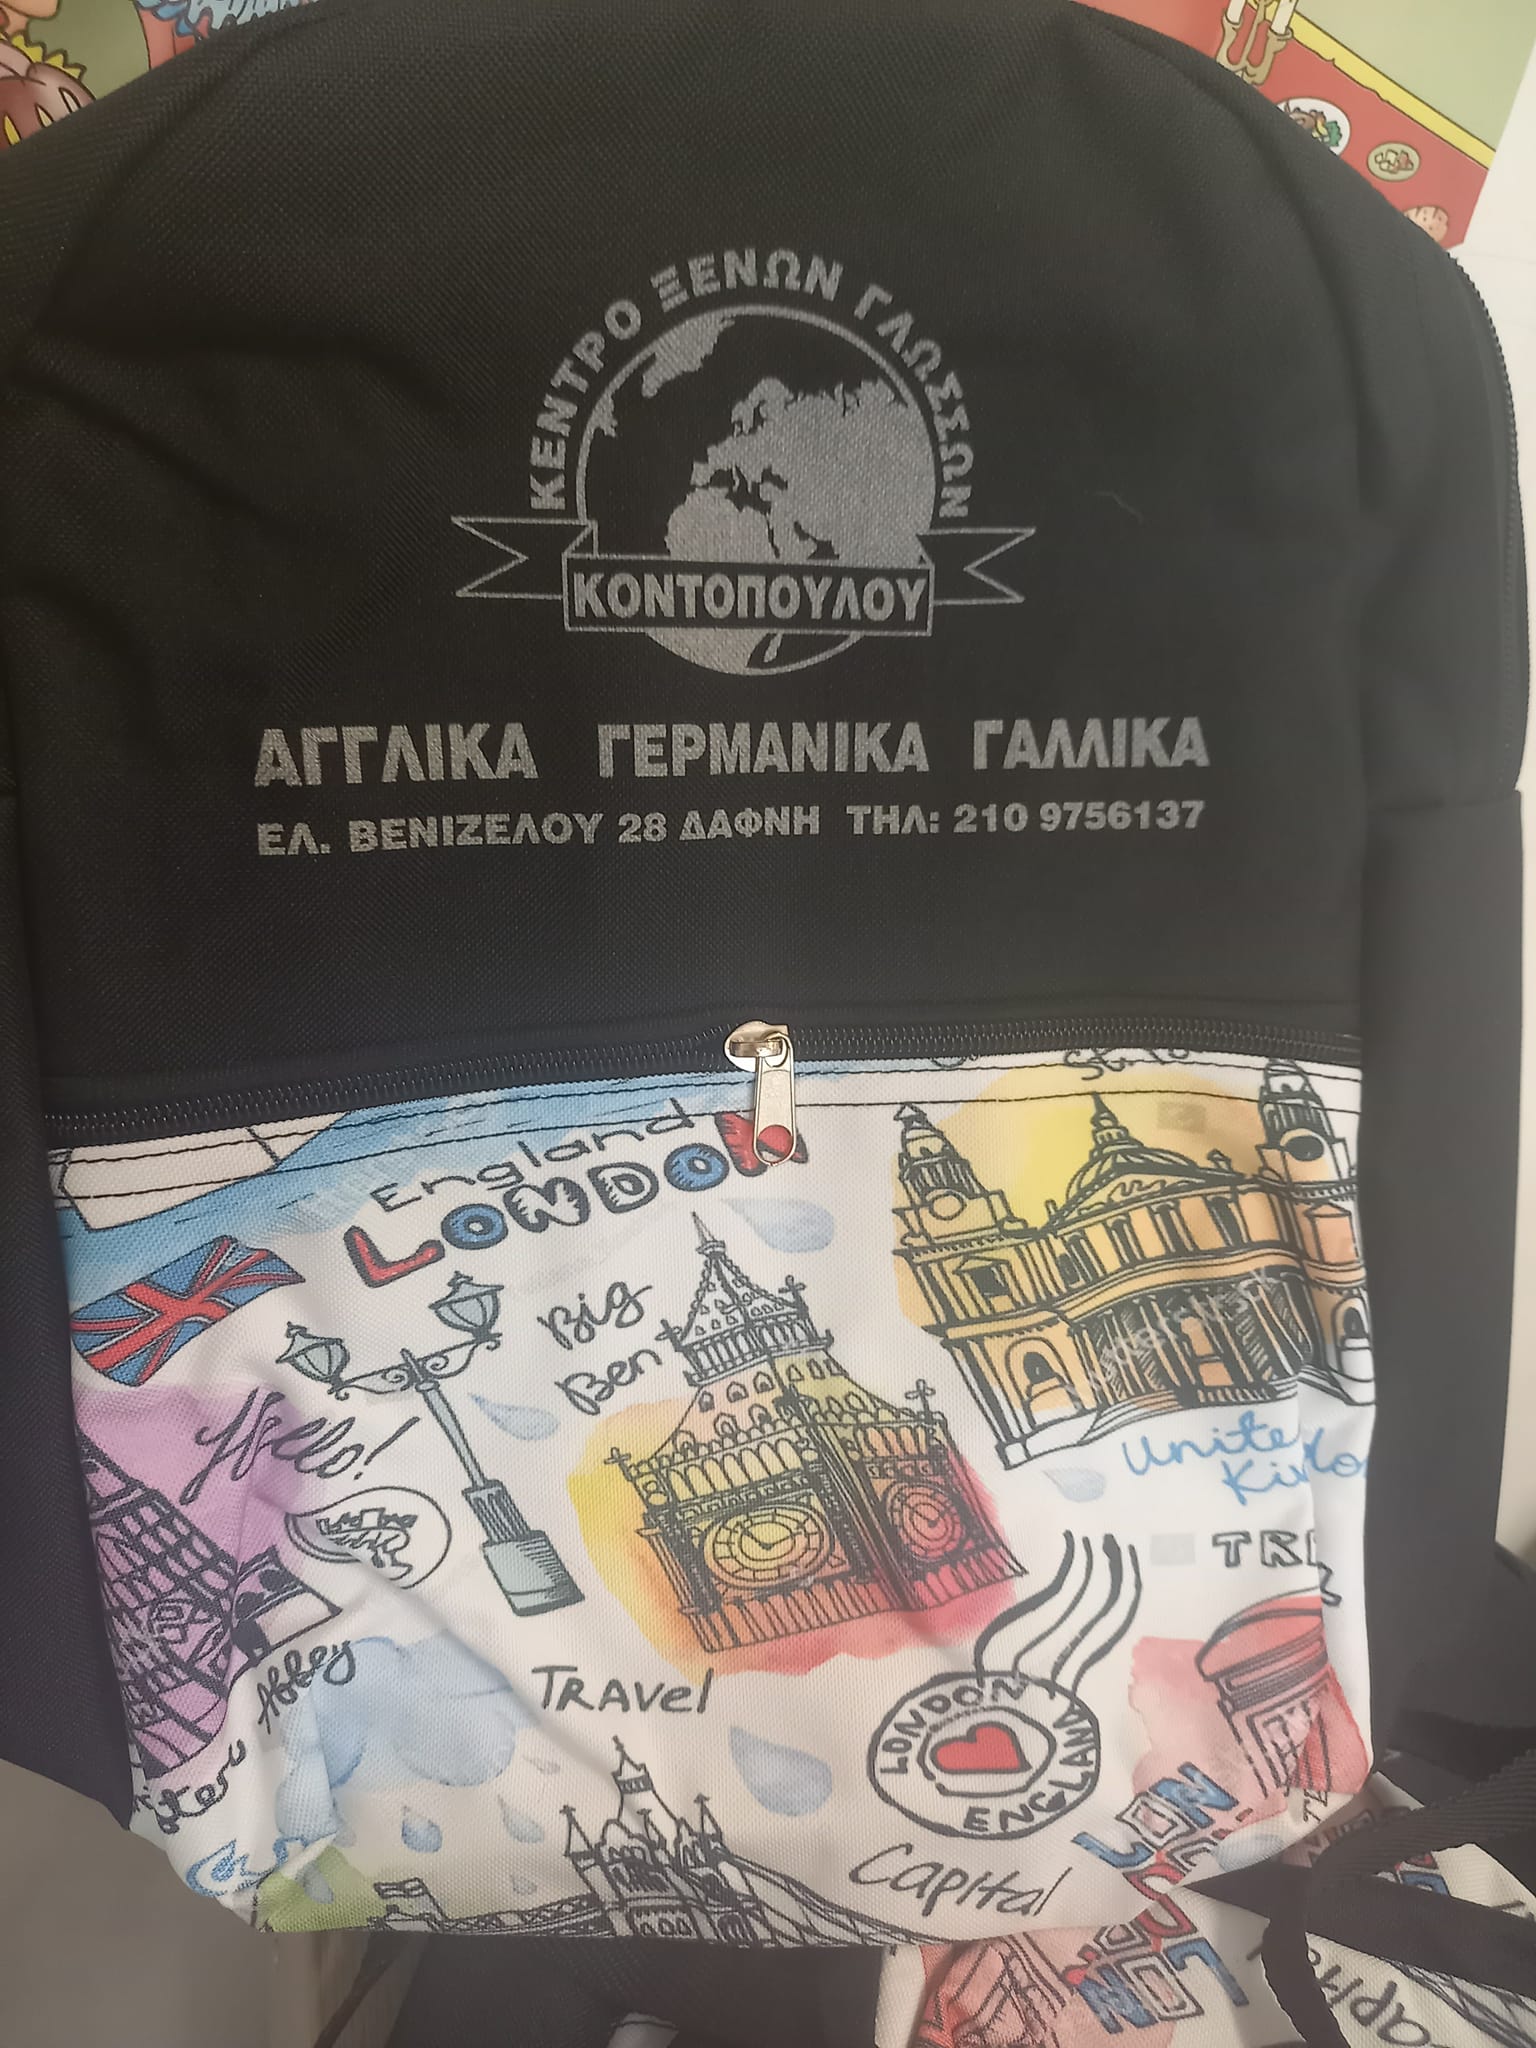 ΚΕΝΤΡΟ ΞΕΝΩΝ ΓΛΩΣΣΩΝ
ΚΟΝΤΟΠΟΥΛΟΥ
ΑΓΓΛΙΚΑ ΓΕΡΜΑΝΙΚΑ ΓΑΛΛΙΚΑ
ΕΛ. ΒΕΝΙΖΕΛΟΥ 28 ΔΑΦΝΗ ΤΗΛ: 210 9756137
England
LONDON
Big
Ben
Hello!
Abbey
TRAVel
LONDON
ENGLAND
Capital